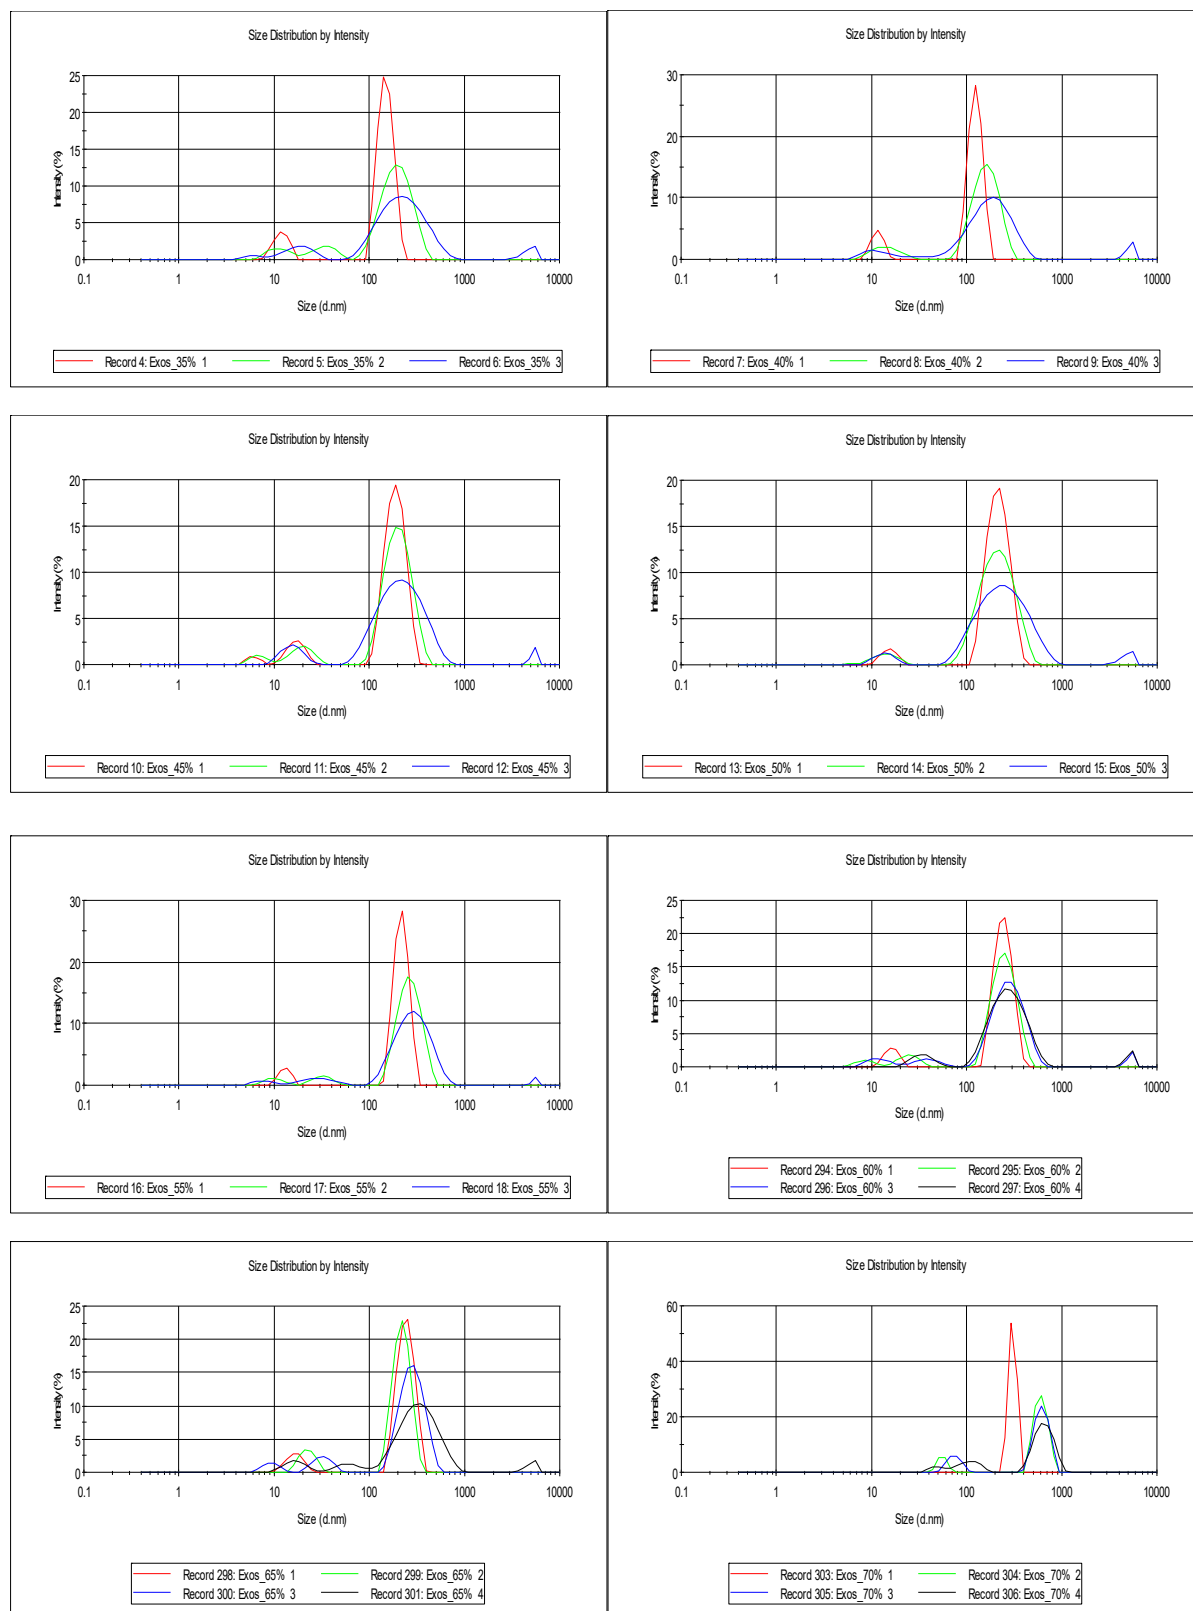 Size Distribution by Intensity
25
20
15
10
5
0
0.1 1 10 100 1000 10000
Intensity (%)
Size (d.nm)
Record 4: Exos_35% 1 Record 5: Exos_35% 2 Record 6: Exos_35% 3
Size Distribution by Intensity
30
20
10
0
0.1 1 10 100 1000 10000
Intensity (%)
Size (d.nm)
Record 7: Exos_40% 1 Record 8: Exos_40% 2 Record 9: Exos_40% 3
Size Distribution by Intensity
20
15
10
5
0
0.1 1 10 100 1000 10000
Intensity (%)
Size (d.nm)
Record 10: Exos_45% 1 Record 11: Exos_45% 2 Record 12: Exos_45% 3
Size Distribution by Intensity
20
15
10
5
0
0.1 1 10 100 1000 10000
Intensity (%)
Size (d.nm)
Record 13: Exos_50% 1 Record 14: Exos_50% 2 Record 15: Exos_50% 3
Size Distribution by Intensity
30
20
10
0
0.1 1 10 100 1000 10000
Intensity (%)
Size (d.nm)
Record 16: Exos_55% 1 Record 17: Exos_55% 2 Record 18: Exos_55% 3
Size Distribution by Intensity
25
20
15
10
5
0
0.1 1 10 100 1000 10000
Intensity (%)
Size (d.nm)
Record 294: Exos_60% 1 Record 295: Exos_60% 2
Record 296: Exos_60% 3 Record 297: Exos_60% 4
Size Distribution by Intensity
25
20
15
10
5
0
0.1 1 10 100 1000 10000
Intensity (%)
Size (d.nm)
Record 298: Exos_65% 1 Record 299: Exos_65% 2
Record 300: Exos_65% 3 Record 301: Exos_65% 4
Size Distribution by Intensity
60
40
20
0
0.1 1 10 100 1000 10000
Intensity (%)
Size (d.nm)
Record 303: Exos_70% 1 Record 304: Exos_70% 2
Record 305: Exos_70% 3 Record 306: Exos_70% 4